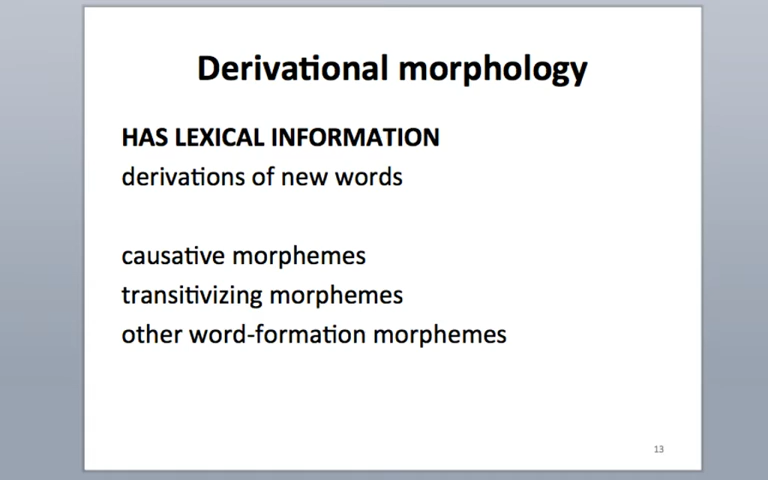 Derivational morphology
HAS LEXICAL INFORMATION
derivations of new words
causative morphemes
transitivizing morphemes
other word-formation morphemes
13